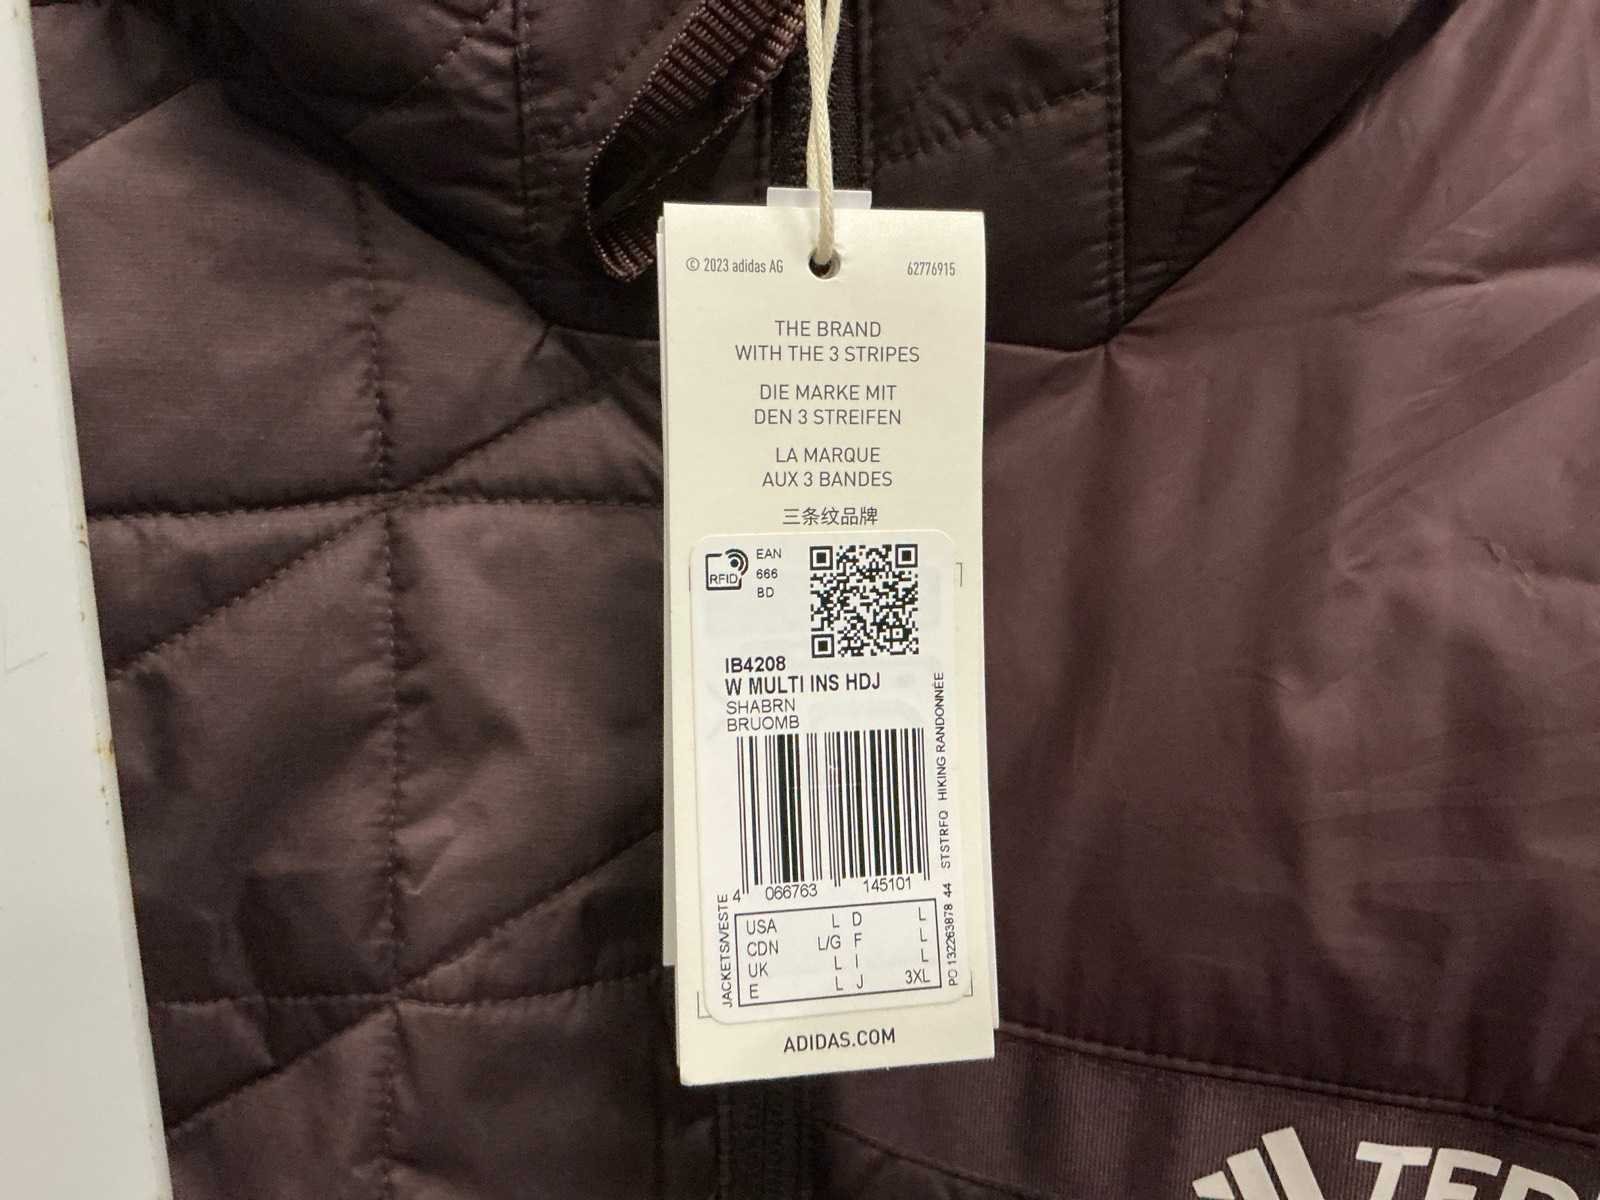 © 2023 adidas AG 62776915
THE BRAND
WITH THE 3 STRIPES
DIE MARKE MIT
DEN 3 STREIFEN
LA MARQUE
AUX 3 BANDES
三条纹品牌
RFID
EAN
666
BD
IB4208
W MULTI INS HDJ
SHABRN
BRUOMB
4 066763 145101
JACKETS/VESTE
PO 132263878 44 STSTRFQ HIKING RANDONNÉE
USA L D L
CDN L/G F L
UK L I L
E L J 3XL
ADIDAS.COM